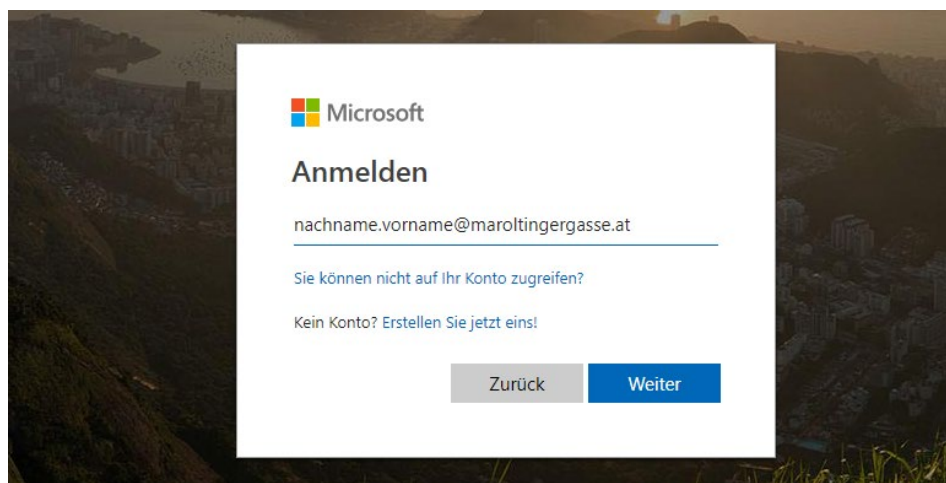 Microsoft
Anmelden
nachname.vorname@maroltingergasse.at
Sie können nicht auf Ihr Konto zugreifen?
Kein Konto? Erstellen Sie jetzt eins!
Zurück Weiter